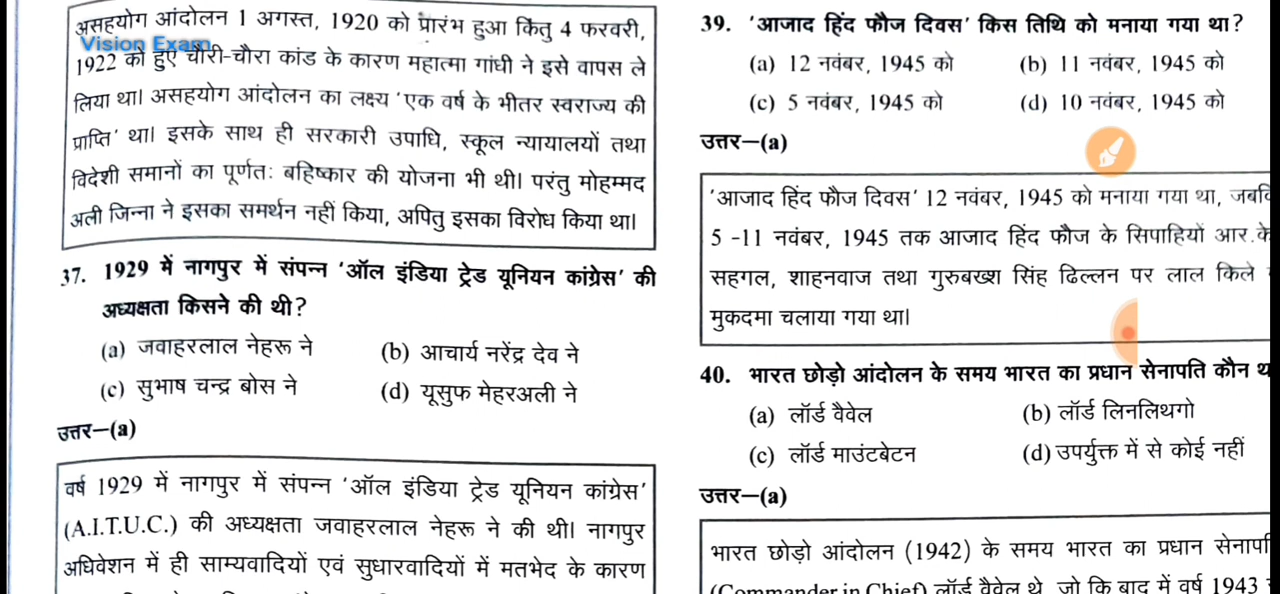 असहयोग आंदोलन 1 अगस्त, 1920 को प्रारंभ हुआ किंतु 4 फरवरी,
Vision Exam
1922 को हुए चौरी-चौरा कांड के कारण महात्मा गांधी ने इसे वापस ले
लिया था। असहयोग आंदोलन का लक्ष्य ‘एक वर्ष के भीतर स्वराज्य की
प्राप्ति’ था। इसके साथ ही सरकारी उपाधि, स्कूल न्यायालयों तथा
विदेशी समानों का पूर्णतः बहिष्कार की योजना भी थी। परंतु मोहम्मद
अली जिन्ना ने इसका समर्थन नहीं किया, अपितु इसका विरोध किया था।
37. 1929 में नागपुर में संपन्न ‘ऑल इंडिया ट्रेड यूनियन कांग्रेस’ की
अध्यक्षता किसने की थी?
(a) जवाहरलाल नेहरू ने (b) आचार्य नरेंद्र देव ने
(c) सुभाष चन्द्र बोस ने (d) यूसुफ मेहरअली ने
उत्तर—(a)
वर्ष 1929 में नागपुर में संपन्न ‘ऑल इंडिया ट्रेड यूनियन कांग्रेस’
(A.I.T.U.C.) की अध्यक्षता जवाहरलाल नेहरू ने की थी। नागपुर
अधिवेशन में ही साम्यवादियों एवं सुधारवादियों में मतभेद के कारण
39. ‘आजाद हिंद फौज दिवस’ किस तिथि को मनाया गया था?
(a) 12 नवंबर, 1945 को (b) 11 नवंबर, 1945 को
(c) 5 नवंबर, 1945 को (d) 10 नवंबर, 1945 को
उत्तर—(a)
‘आजाद हिंद फौज दिवस’ 12 नवंबर, 1945 को मनाया गया था, जबकि
5 -11 नवंबर, 1945 तक आजाद हिंद फौज के सिपाहियों आर.के
सहगल, शाहनवाज तथा गुरुबख्श सिंह ढिल्लन पर लाल किले
मुकदमा चलाया गया था।
40. भारत छोड़ो आंदोलन के समय भारत का प्रधान सेनापति कौन
(a) लॉर्ड वैवेल (b) लॉर्ड लिनलिथगो
(c) लॉर्ड माउंटबेटन (d) उपर्युक्त में से कोई नहीं
उत्तर—(a)
भारत छोड़ो आंदोलन (1942) के समय भारत का प्रधान
(Commander in Chief) लॉर्ड वैवेल थे, जो कि बाद में वर्ष 1943